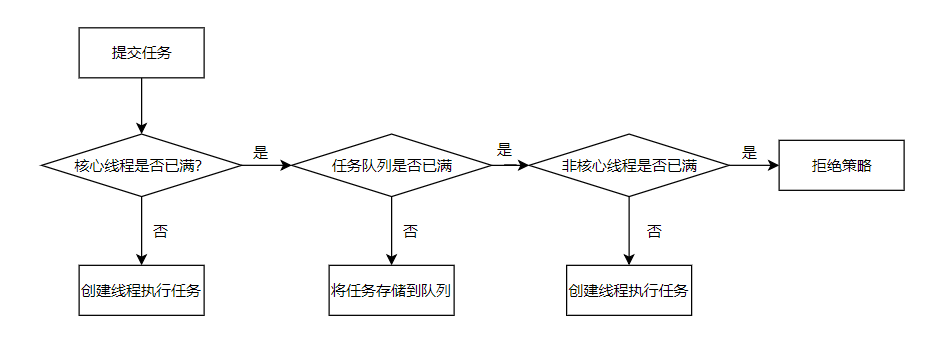 提交任务
核心线程是否已满？
是
任务队列是否已满
是
非核心线程是否已满
是
拒绝策略
否
否
否
创建线程执行任务
将任务存储到队列
创建线程执行任务